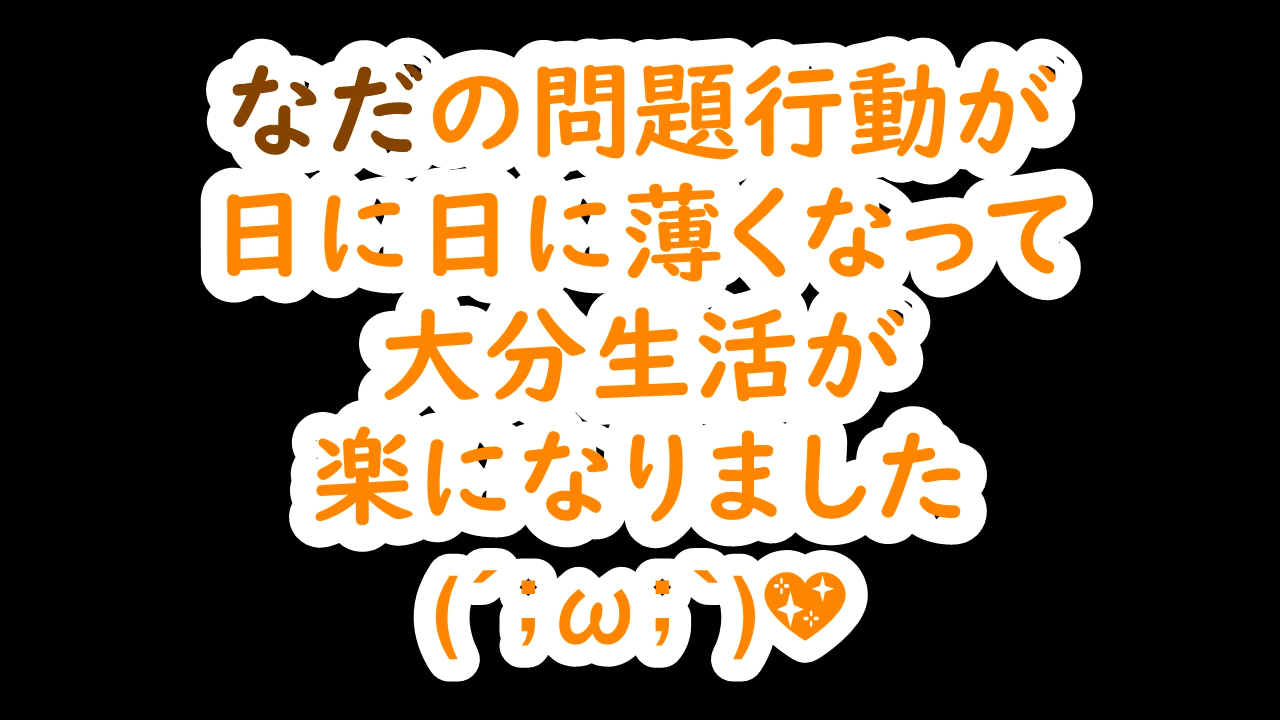 なだの問題行動が
日に日に薄くなって
大分生活が
楽になりました
(´;ω;`)💖